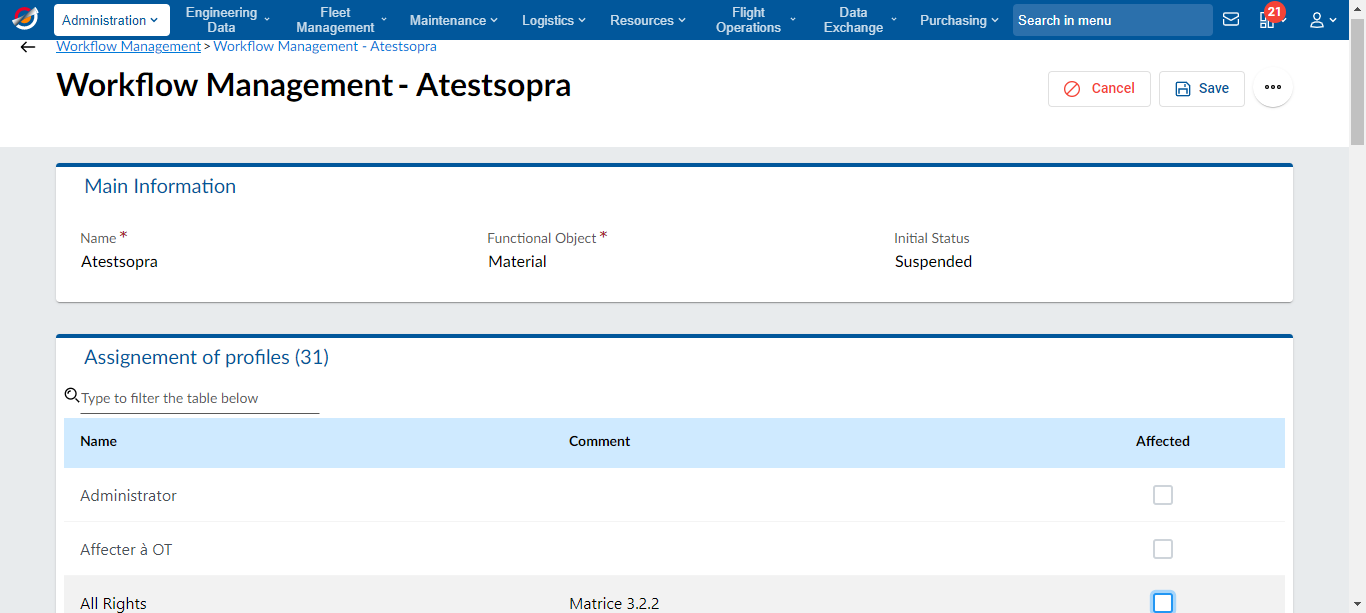 Administration
Engineering Data
Fleet Management
Maintenance
Logistics
Resources
Flight Operations
Data Exchange
Purchasing
Search in menu
21
Workflow Management > Workflow Management - Atestsopra
Workflow Management - Atestsopra
Cancel
Save
Main Information
Name *
Functional Object *
Initial Status
Atestsopra
Material
Suspended
Assignement of profiles (31)
Type to filter the table below
Name Comment Affected
Administrator
Affecter à OT
All Rights Matrice 3.2.2